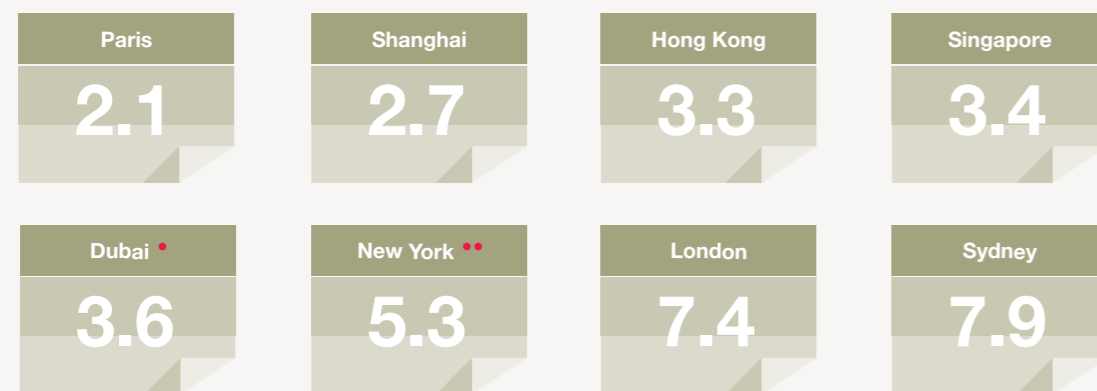 Paris
2.1
Shanghai
2.7
Hong Kong
3.3
Singapore
3.4
Dubai •
3.6
New York ••
5.3
London
7.4
Sydney
7.9